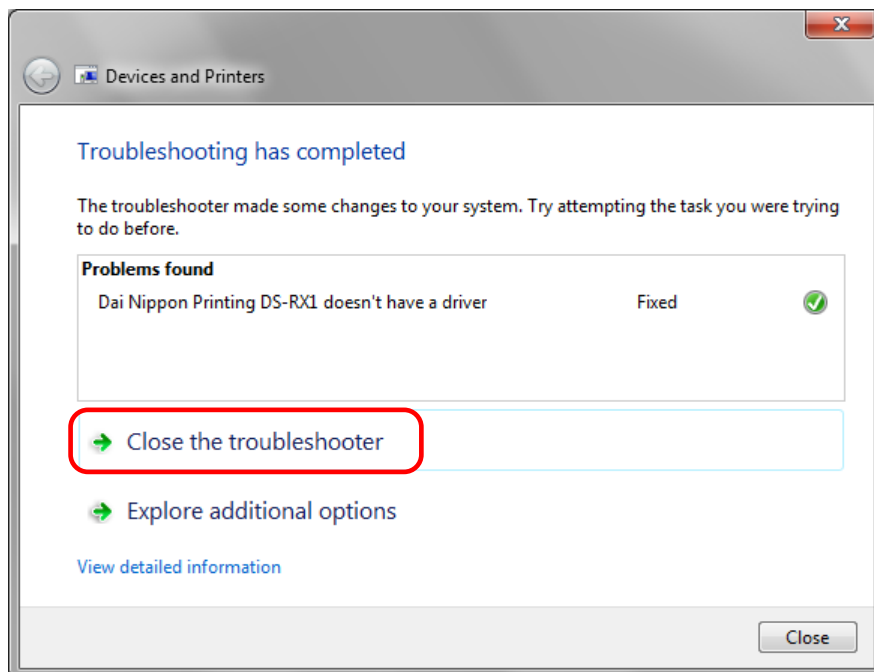 Devices and Printers
Troubleshooting has completed
The troubleshooter made some changes to your system. Try attempting the task you were trying
to do before.
Problems found
Dai Nippon Printing DS-RX1 doesn't have a driver Fixed
Close the troubleshooter
Explore additional options
View detailed information
Close